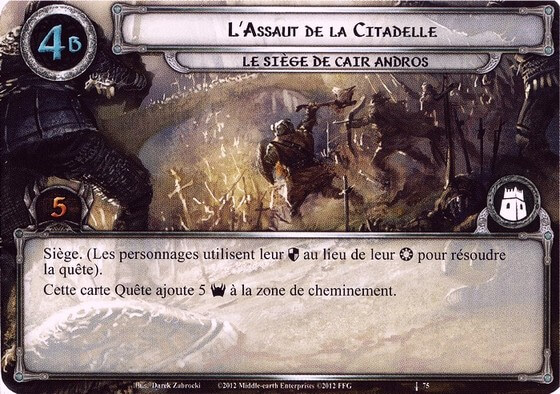 4B
L'Assaut de la Citadelle
LE SIÈGE DE CAIR ANDROS
5
Siège. (Les personnages utilisent leur au lieu de leur pour résoudre
la quête).
Cette carte Quête ajoute 5 à la zone de cheminement.
Illus. Darek Zabrocki ©2012 Middle-earth Enterprises ©2012 FFG 75